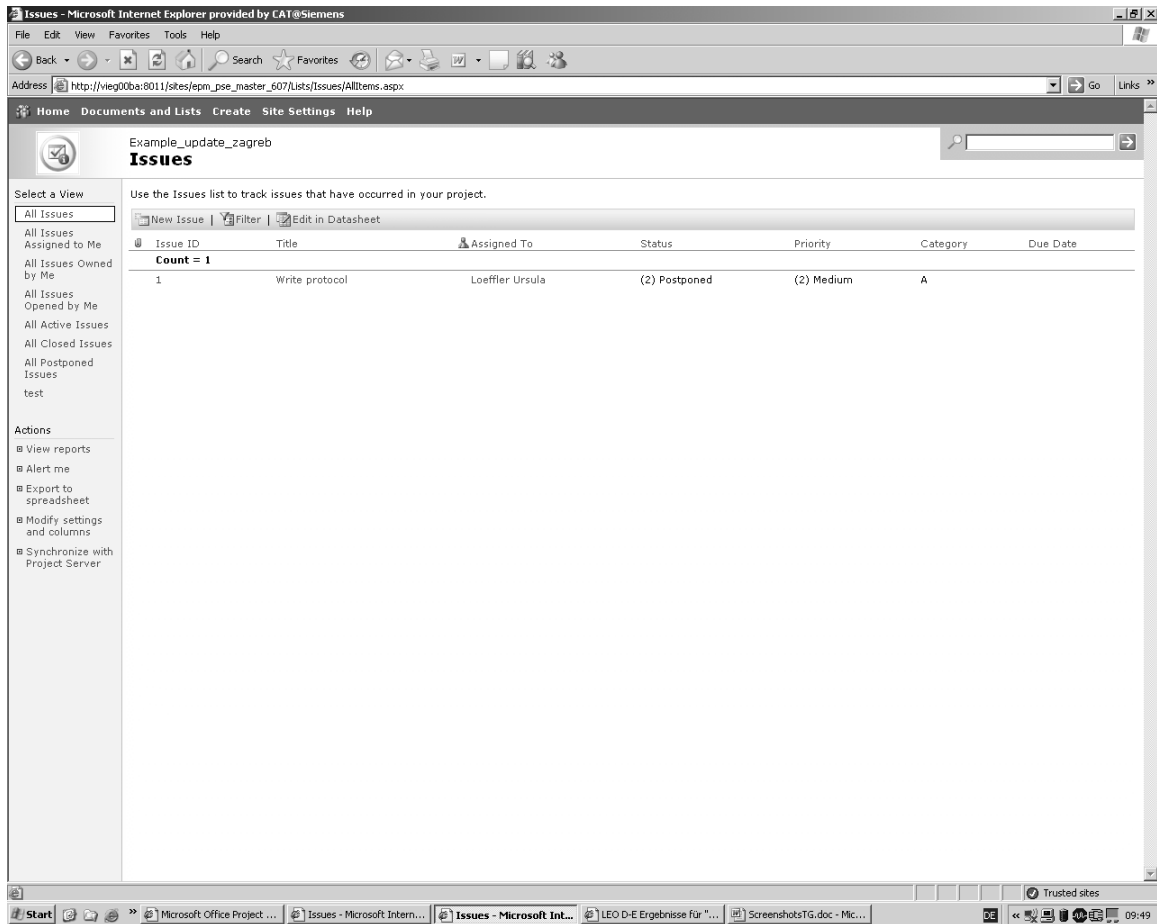 Issues - Microsoft Internet Explorer provided by CAT@Siemens
File Edit View Favorites Tools Help
Back Search Favorites
Address http://vieg00ba:8011/sites/epm_pse_master_607/Lists/Issues/AllItems.aspx Go Links »
Home Documents and Lists Create Site Settings Help
Example_update_zagreb
Issues
Select a View
All Issues
All Issues
Assigned to Me
All Issues Owned
by Me
All Issues
Opened by Me
All Active Issues
All Closed Issues
All Postponed
Issues
test
Actions
View reports
Alert me
Export to
spreadsheet
Modify settings
and columns
Synchronize with
Project Server
Use the Issues list to track issues that have occurred in your project.
New Issue | Filter | Edit in Datasheet
Issue ID Title Assigned To Status Priority Category Due Date
Count = 1
1 Write protocol Loeffler Ursula (2) Postponed (2) Medium A
Trusted sites
Start » Microsoft Office Project ... Issues - Microsoft Intern... Issues - Microsoft Int... LEO D-E Ergebnisse für "... ScreenshotsTG.doc - Mic... DE « 09:49